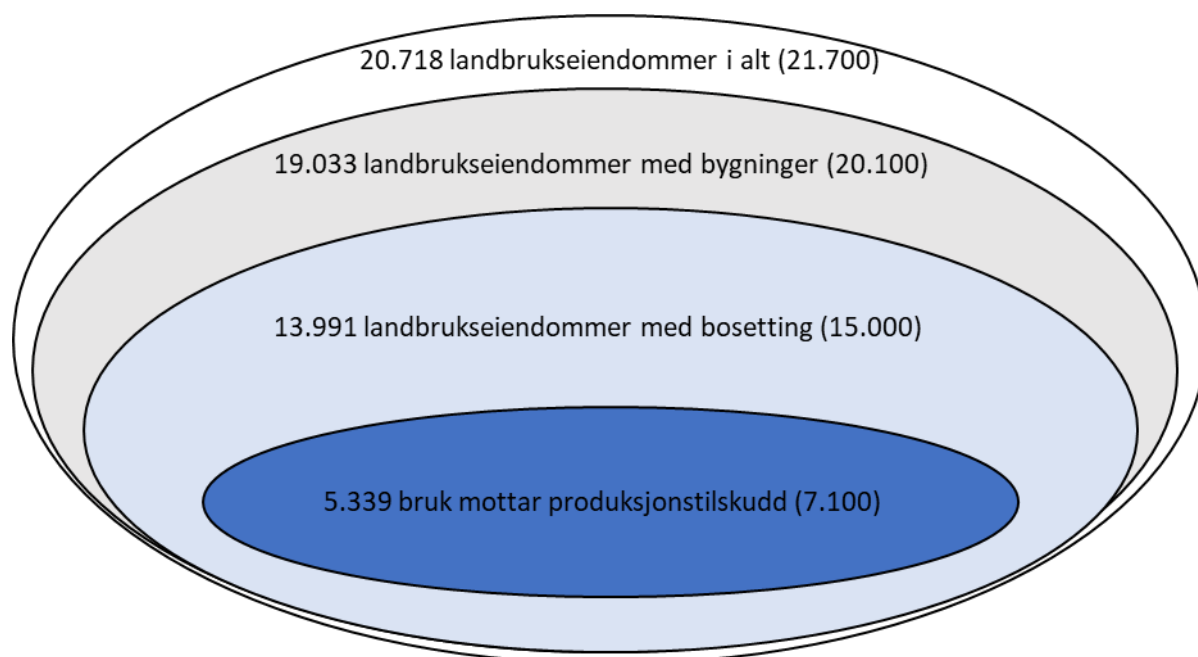 20.718 landbrukseiendommer i alt (21.700)
19.033 landbrukseiendommer med bygninger (20.100)
13.991 landbrukseiendommer med bosetting (15.000)
5.339 bruk mottar produksjonstilskudd (7.100)